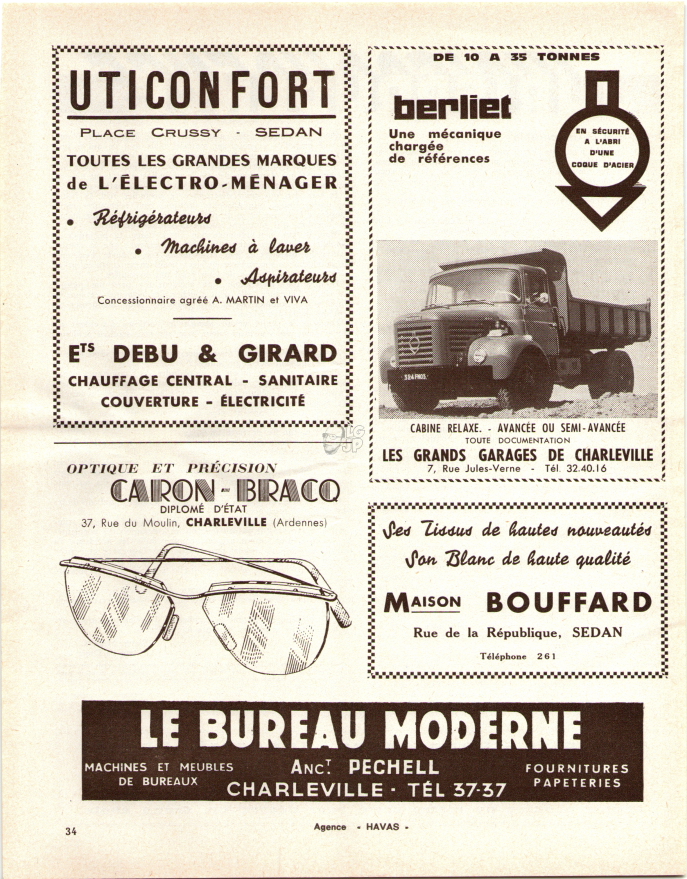 UTICONFORT
PLACE CRUSSY - SEDAN
TOUTES LES GRANDES MARQUES
de L'ÉLECTRO-MÉNAGER
• Réfrigérateurs
• Machines à laver
• Aspirateurs
Concessionnaire agréé A. MARTIN et VIVA
ETS DEBU & GIRARD
CHAUFFAGE CENTRAL - SANITAIRE
COUVERTURE - ÉLECTRICITÉ
DE 10 A 35 TONNES
berliet
Une mécanique
chargée
de références
EN SÉCURITÉ
A L'ABRI
D'UNE
COQUE D'ACIER
CABINE RELAXE. - AVANCÉE OU SEMI-AVANCÉE
TOUTE DOCUMENTATION
LES GRANDS GARAGES DE CHARLEVILLE
7, Rue Jules-Verne - Tél. 32.40.16
LG
JP
OPTIQUE ET PRÉCISION
CARON - BRACQ
DIPLOMÉ D'ÉTAT
37, Rue du Moulin, CHARLEVILLE (Ardennes)
Ses Tissus de hautes nouveautés
Son Blanc de haute qualité
MAISON BOUFFARD
Rue de la République, SEDAN
Téléphone 261
LE BUREAU MODERNE
MACHINES ET MEUBLES
DE BUREAUX
ANCT. PECHELL
CHARLEVILLE - TÉL 37-37
FOURNITURES
PAPETERIES
34
Agence « HAVAS »